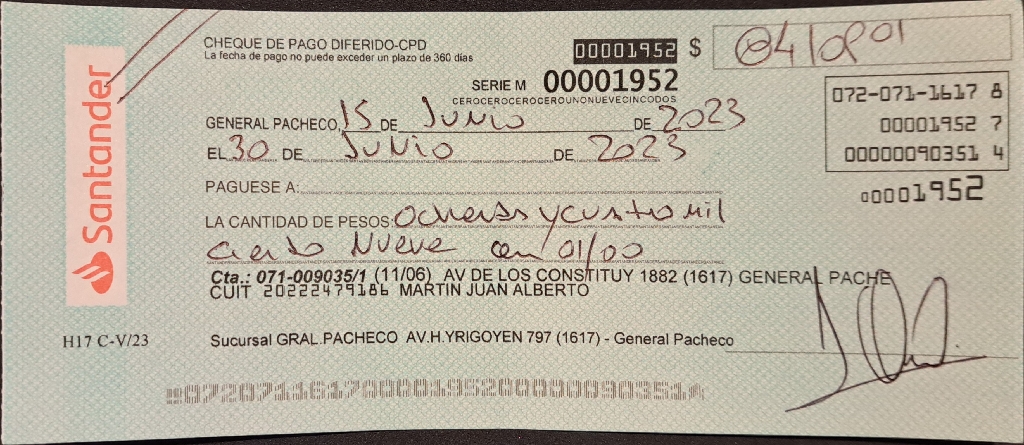 Santander
CHEQUE DE PAGO DIFERIDO-CPD
La fecha de pago no puede exceder un plazo de 360 días
00001952 $
SERIE M 00001952
CEROCEROCEROCEROUNONUEVECINCODOS
072-071-1617 8
00001952 7
00000090351 4
00001952
GENERAL PACHECO, 15 DE Junio DE 2023
EL 30 DE Junio DE 2023
PAGUESE A:
LA CANTIDAD DE PESOS: y cuatro mil
ciento Nueve con 01/00
Cta.: 071-009035/1 (11/06) AV DE LOS CONSTITUY 1882 (1617) GENERAL PACHE
CUIT 20222479186 MARTIN JUAN ALBERTO
H17 C-V/23
Sucursal GRAL.PACHECO AV.H.YRIGOYEN 797 (1617) - General Pacheco